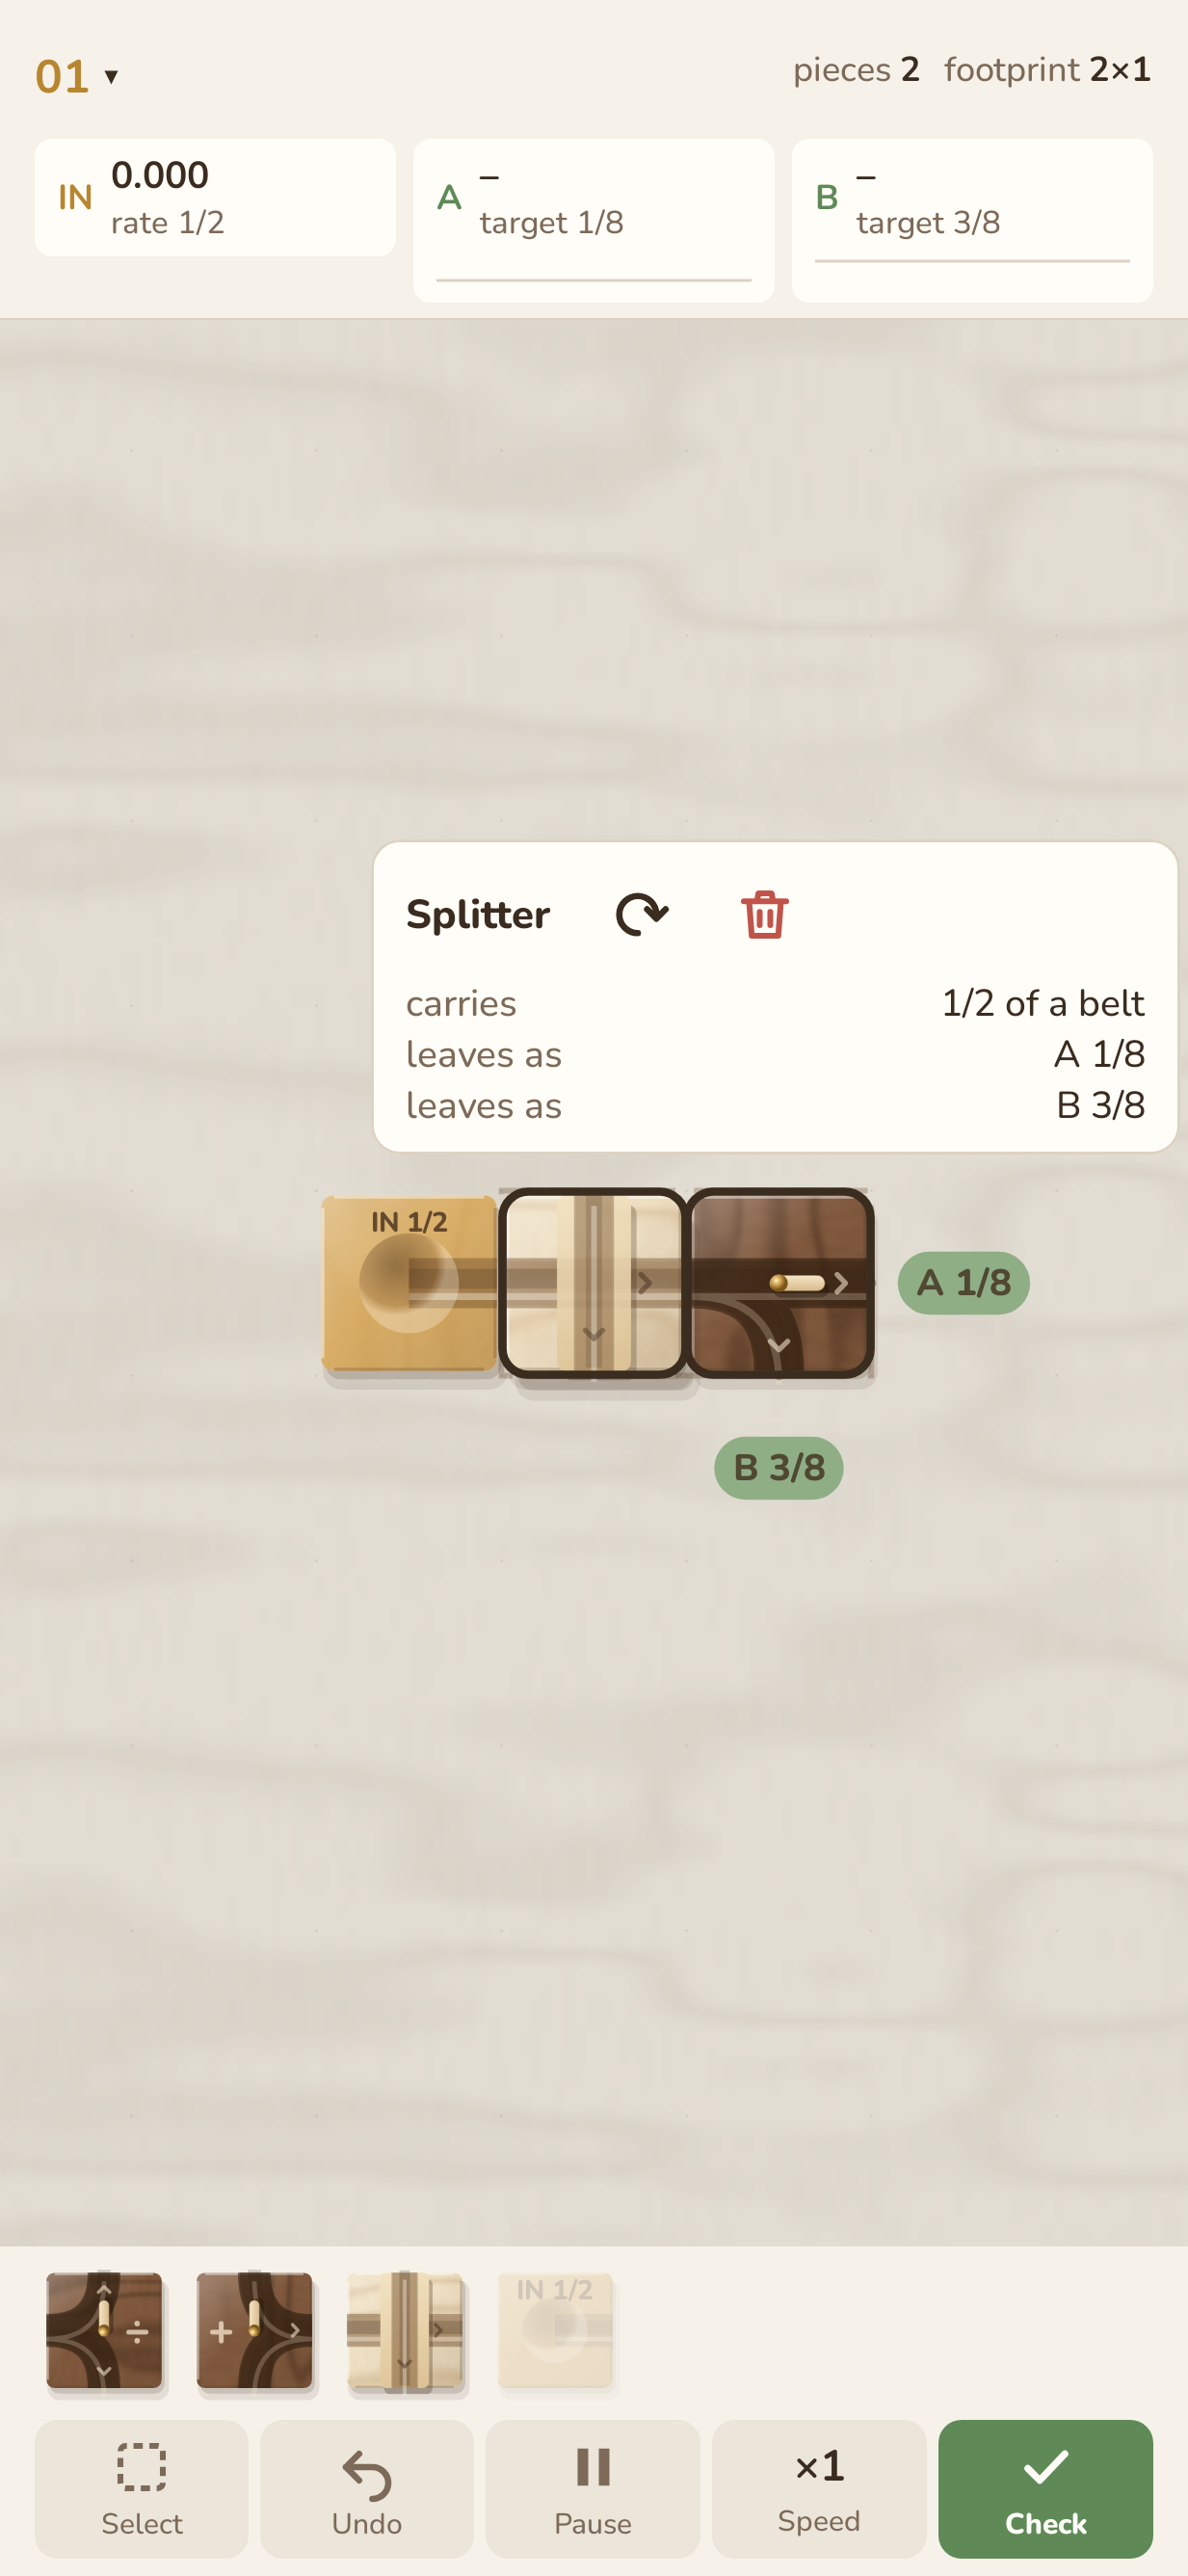 01 ▾
pieces 2 footprint 2×1
IN
0.000
rate 1/2
A
–
target 1/8
B
–
target 3/8
Splitter
carries 1/2 of a belt
leaves as A 1/8
leaves as B 3/8
IN 1/2
A 1/8
B 3/8
÷
+
IN 1/2
Select
Undo
Pause
×1
Speed
Check